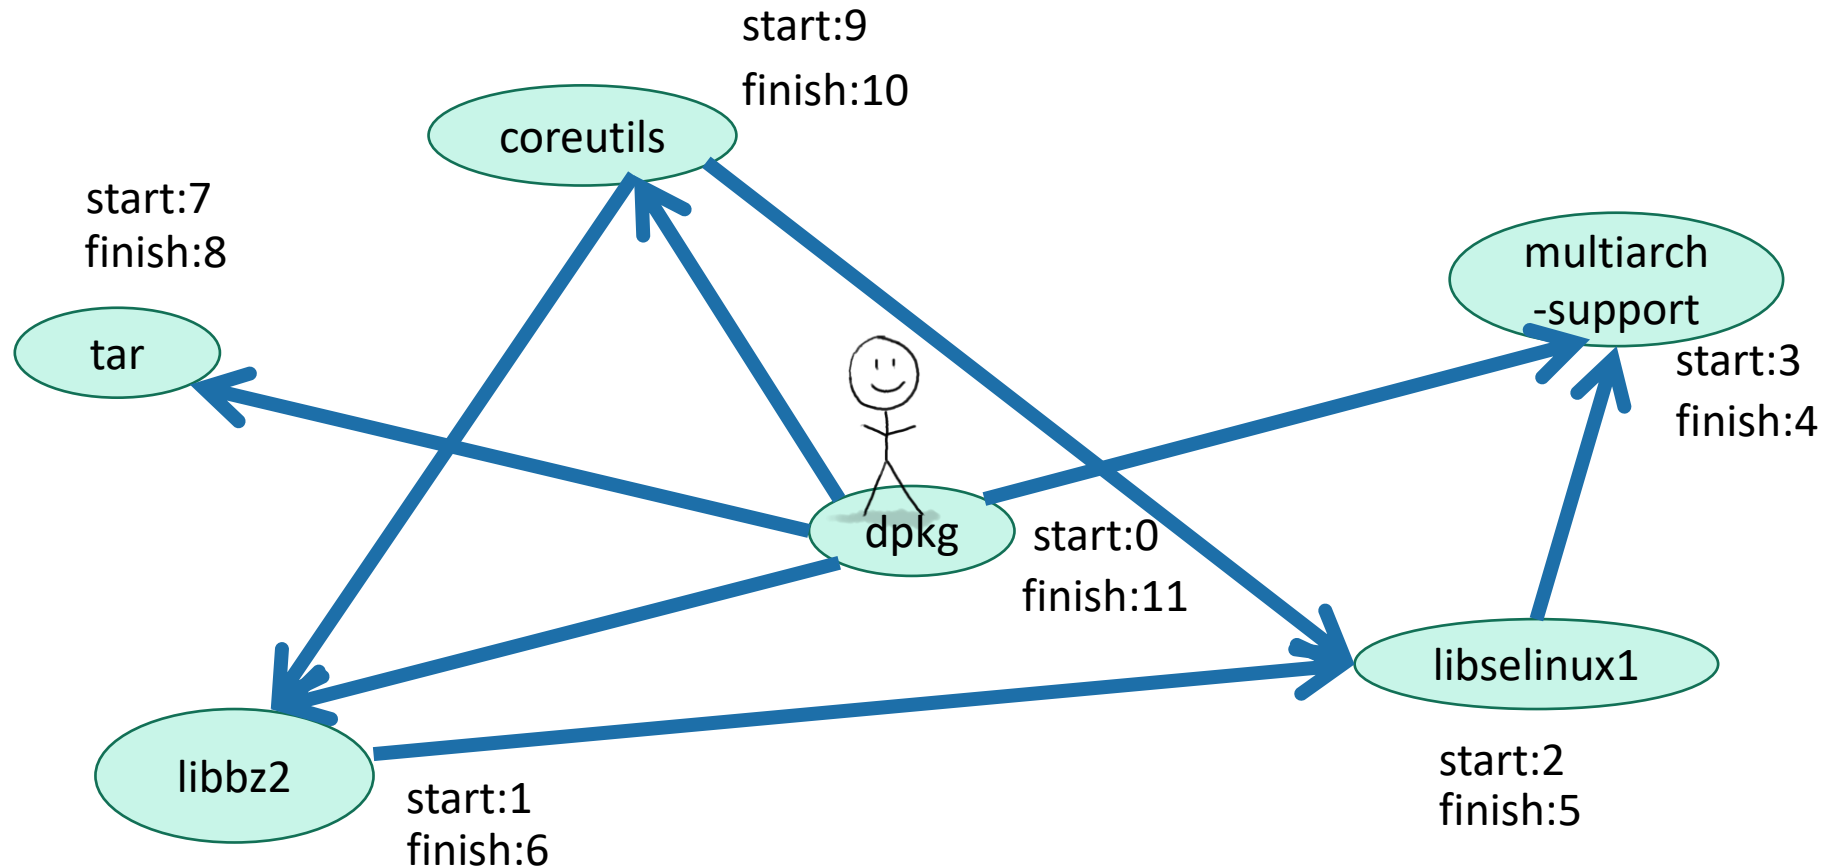 start:9
finish:10
coreutils
start:7
finish:8
tar
multiarch
-support
start:3
finish:4
dpkg
start:0
finish:11
libselinux1
start:2
finish:5
libbz2
start:1
finish:6